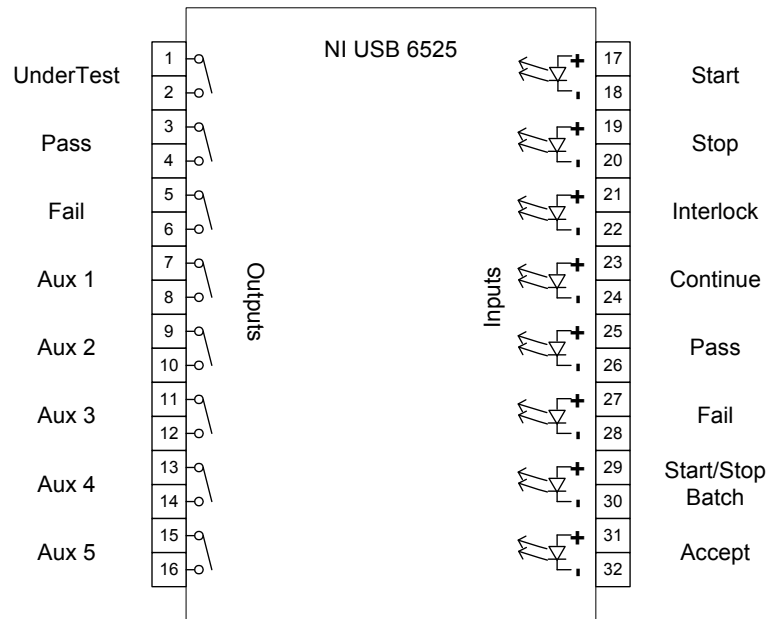 NI USB 6525
UnderTest
1
2
Pass
3
4
Fail
5
6
Aux 1
7
8
Aux 2
9
10
Aux 3
11
12
Aux 4
13
14
Aux 5
15
16
Outputs
Inputs
+
17
-
18
Start
+
19
-
20
Stop
+
21
-
22
Interlock
+
23
-
24
Continue
+
25
-
26
Pass
+
27
-
28
Fail
+
29
-
30
Start/Stop
Batch
+
31
-
32
Accept